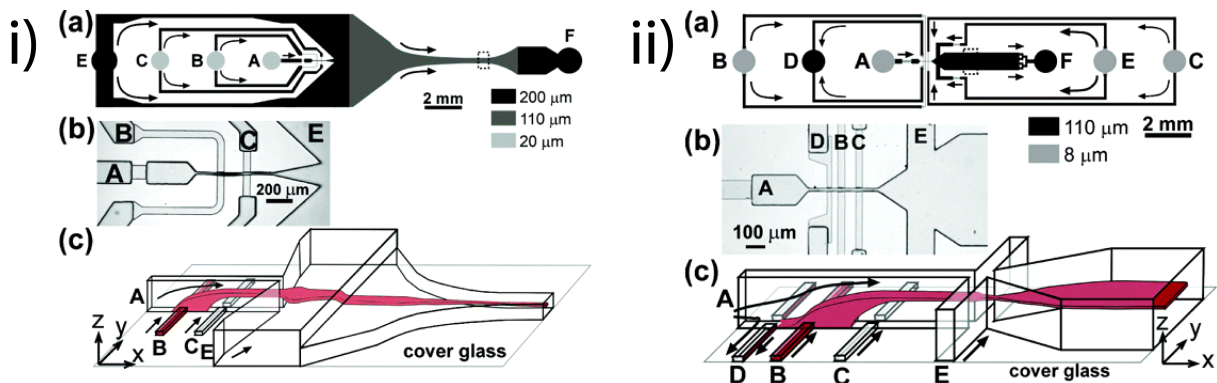 i)
(a)
E C B A F
2 mm
200 μm
110 μm
20 μm
(b)
B C E
A
200 μm
(c)
A
B C E
z y x
cover glass
ii)
(a)
B D A F E C
2 mm
110 μm
8 μm
(b)
D B C E
A
100 μm
(c)
A
D B C E
z y x
cover glass